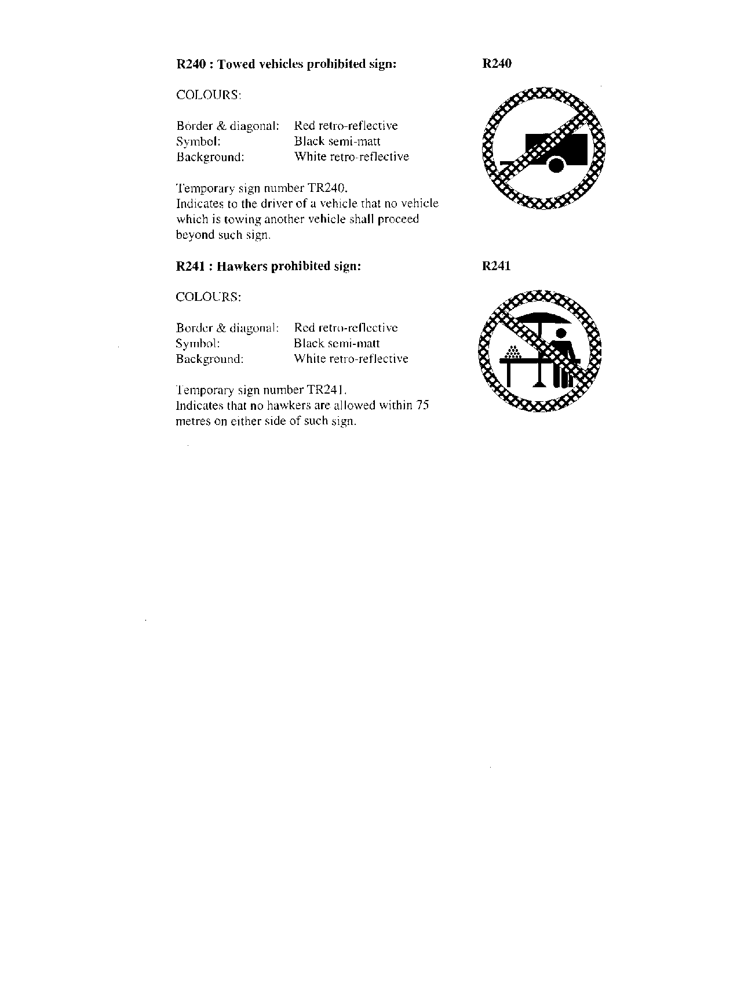 R240 : Towed vehicles prohibited sign: R240
COLOURS:
Border & diagonal: Red retro-reflective
Symbol: Black semi-matt
Background: White retro-reflective
Temporary sign number TR240.
Indicates to the driver of a vehicle that no vehicle
which is towing another vehicle shall proceed
beyond such sign.
R241 : Hawkers prohibited sign: R241
COLOURS:
Border & diagonal: Red retro-reflective
Symbol: Black semi-matt
Background: White retro-reflective
Temporary sign number TR241.
Indicates that no hawkers are allowed within 75
metres on either side of such sign.